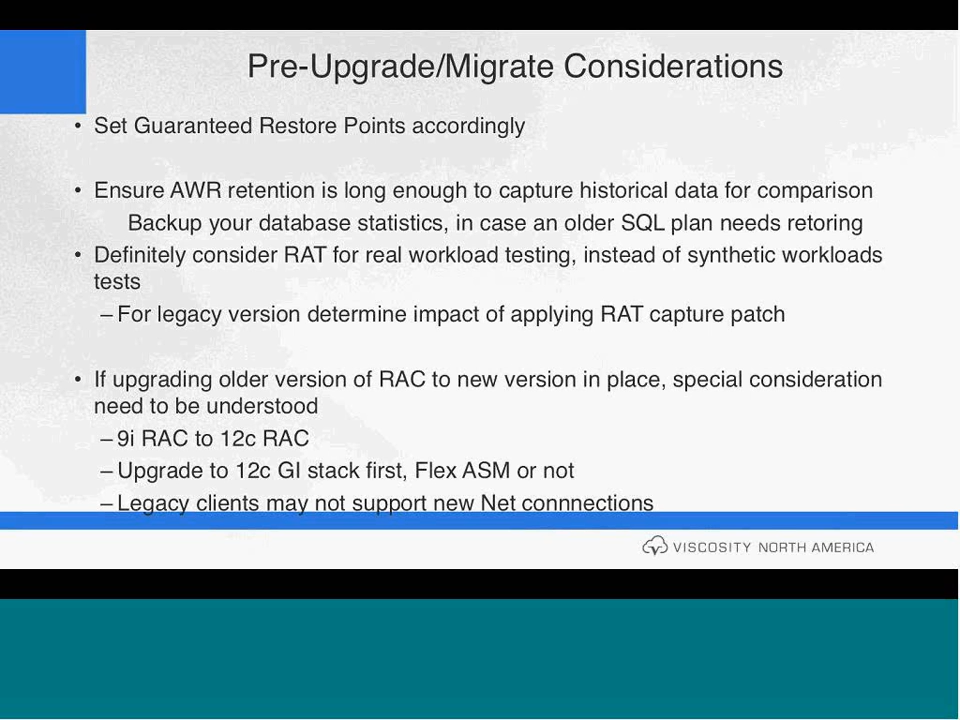 Pre-Upgrade/Migrate Considerations
• Set Guaranteed Restore Points accordingly
• Ensure AWR retention is long enough to capture historical data for comparison
Backup your database statistics, in case an older SQL plan needs retoring
• Definitely consider RAT for real workload testing, instead of synthetic workloads
tests
– For legacy version determine impact of applying RAT capture patch
• If upgrading older version of RAC to new version in place, special consideration
need to be understood
– 9i RAC to 12c RAC
– Upgrade to 12c GI stack first, Flex ASM or not
– Legacy clients may not support new Net connnections
VISCOSITY NORTH AMERICA